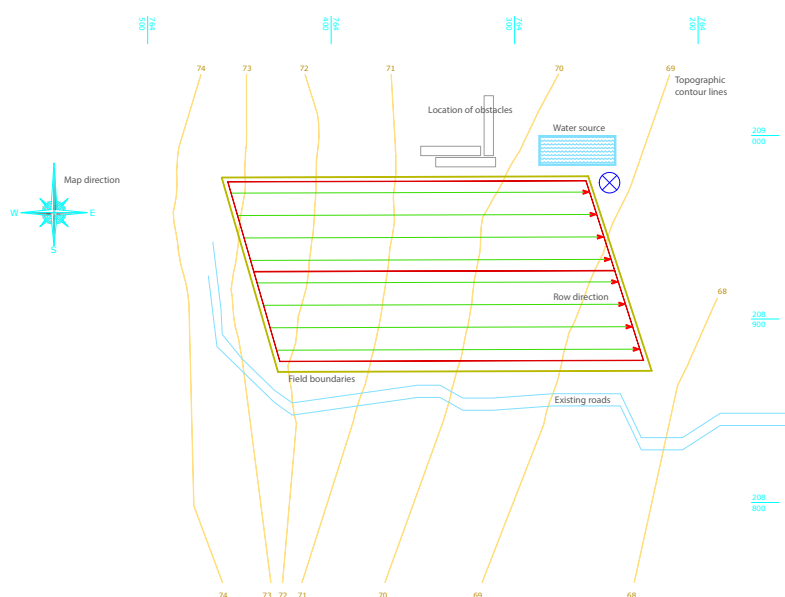 500
764
400
764
300
764
200
764
74
73
72
71
70
69
Topographic
contour lines
Location of obstacles
Water source
209
000
Map direction
W
E
S
68
Row direction
208
900
Field boundaries
Existing roads
208
800
74
73
72
71
70
69
68